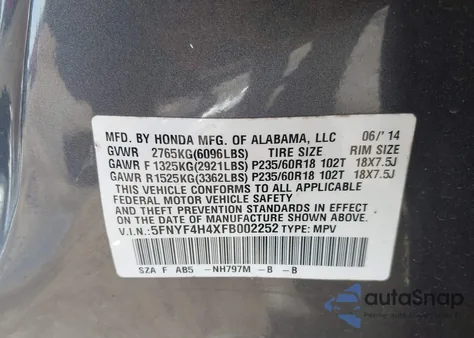 MFD. BY HONDA MFG. OF ALABAMA, LLC 06/'14
GVWR 2765KG(6096LBS) TIRE SIZE RIM SIZE
GAWR F 1325KG(2921LBS) P235/60R18 102T 18X7.5J
GAWR R 1525KG(3362LBS) P235/60R18 102T 18X7.5J
THIS VEHICLE CONFORMS TO ALL APPLICABLE
FEDERAL MOTOR VEHICLE SAFETY
STANDARDS IN EFFECT
ON THE DATE OF MANUFACTURE SHOWN ABOVE.
V.I.N.: 5FNYF4H4XFB002252 TYPE: MPV
SZA F AB5 -NH797M -B -B
autoSnap